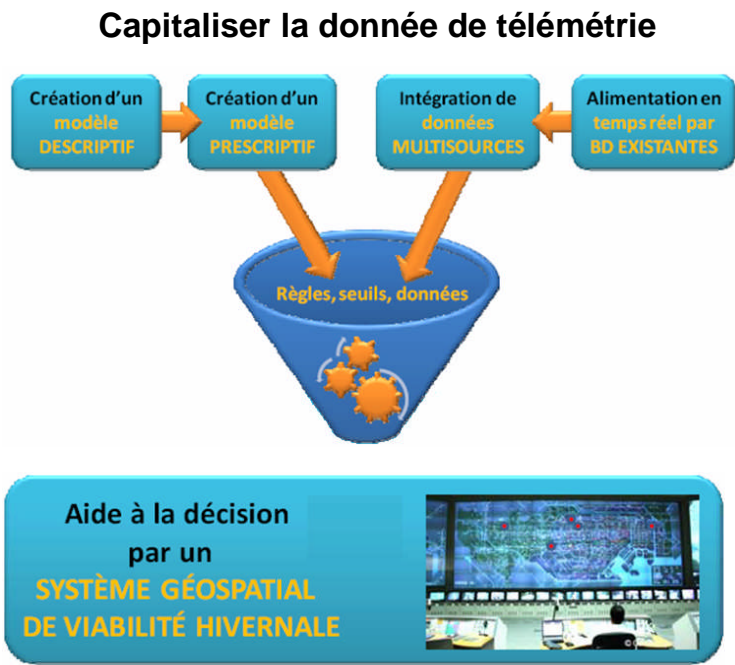 Capitaliser la donnée de télémétrie
Création d'un
modèle
DESCRIPTIF
Création d'un
modèle
PRESCRIPTIF
Intégration de
données
MULTISOURCES
Alimentation en
temps réel par
BD EXISTANTES
Règles, seuils, données
Aide à la décision
par un
SYSTÈME GÉOSPATIAL
DE VIABILITÉ HIVERNALE